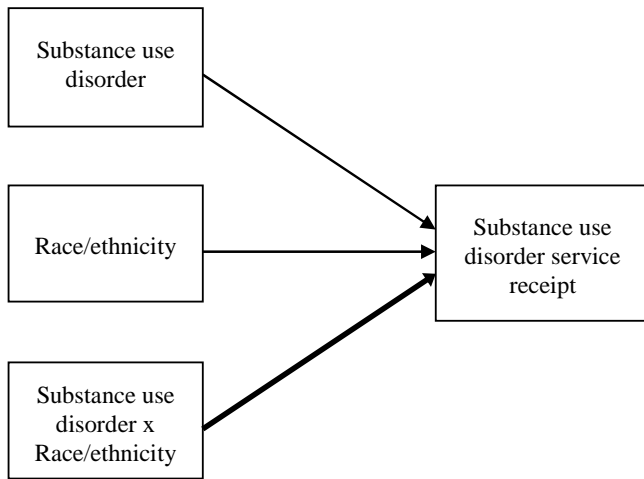 Substance use
disorder
Race/ethnicity
Substance use
disorder service
receipt
Substance use
disorder x
Race/ethnicity